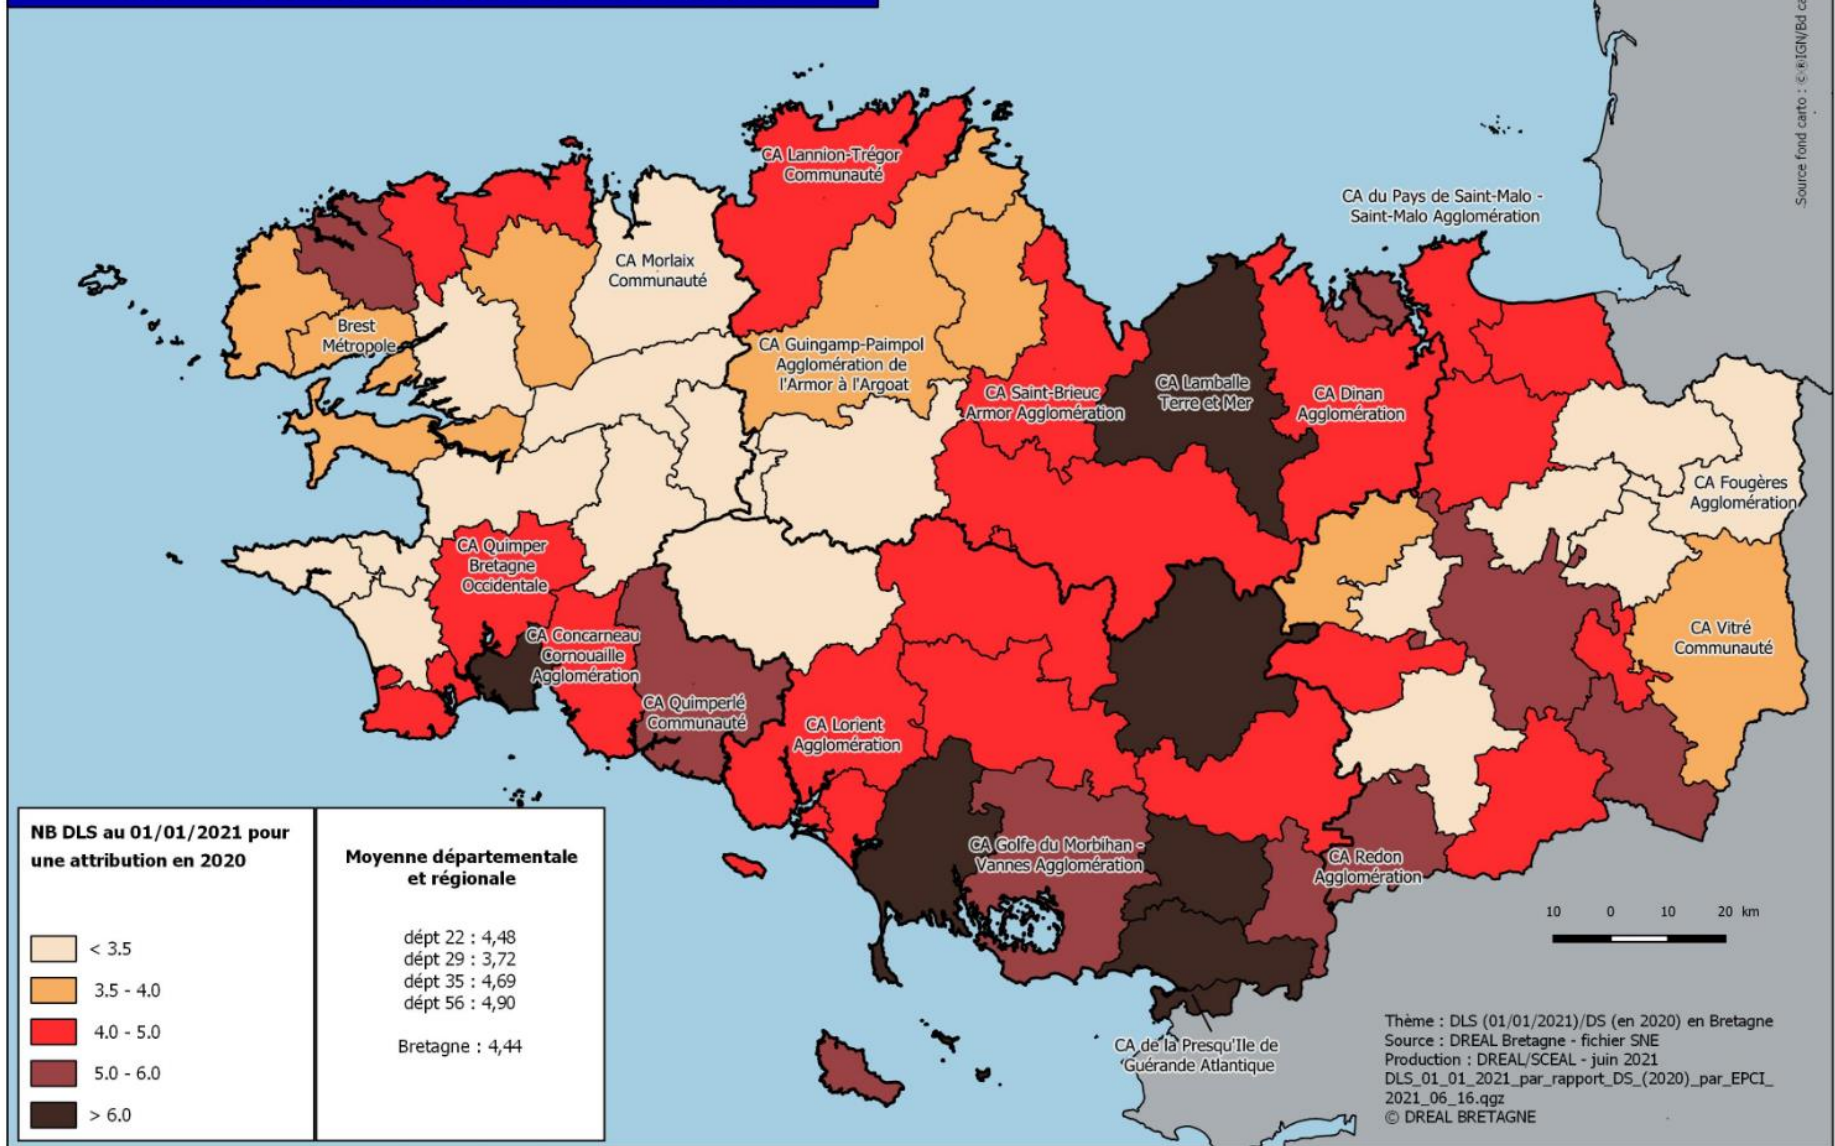 Source fond carto : ©®IGN/Bd ca
CA Lannion-Trégor
Communauté
CA du Pays de Saint-Malo -
Saint-Malo Agglomération
CA Morlaix
Communauté
Brest
Métropole
CA Guingamp-Paimpol
Agglomération de
l'Armor à l'Argoat
CA Saint-Brieuc
Armor Agglomération
CA Lamballe
Terre et Mer
CA Dinan
Agglomération
CA Fougères
Agglomération
CA Quimper
Bretagne
Occidentale
CA Concarneau
Cornouaille
Agglomération
CA Vitré
Communauté
CA Quimperlé
Communauté
CA Lorient
Agglomération
CA Golfe du Morbihan -
Vannes Agglomération
CA Redon
Agglomération
CA de la Presqu'Ile de
Guérande Atlantique
NB DLS au 01/01/2021 pour
une attribution en 2020
< 3.5
3.5 - 4.0
4.0 - 5.0
5.0 - 6.0
> 6.0
Moyenne départementale
et régionale
dépt 22 : 4,48
dépt 29 : 3,72
dépt 35 : 4,69
dépt 56 : 4,90
Bretagne : 4,44
10 0 10 20 km
Thème : DLS (01/01/2021)/DS (en 2020) en Bretagne
Source : DREAL Bretagne - fichier SNE
Production : DREAL/SCEAL - juin 2021
DLS_01_01_2021_par_rapport_DS_(2020)_par_EPCI_
2021_06_16.qgz
© DREAL BRETAGNE